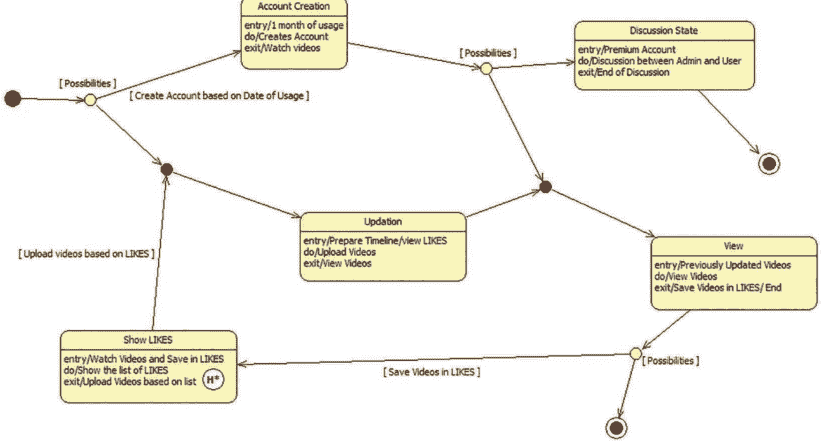 Account Creation
entry/1 month of usage
do/Creates Account
exit/Watch videos
[ Possibilities ]
[ Create Account based on Date of Usage ]
[ Possibilities ]
Discussion State
entry/Premium Account
do/Discussion between Admin and User
exit/End of Discussion
Updation
entry/Prepare Timeline/view LIKES
do/Upload Videos
exit/View Videos
[ Upload videos based on LIKES ]
View
entry/Previously Updated Videos
do/View Videos
exit/Save Videos in LIKES/ End
Show LIKES
entry/Watch Videos and Save in LIKES
do/Show the list of LIKES
exit/Upload Videos based on list
H*
[ Save Videos in LIKES ]
[ Possibilities ]